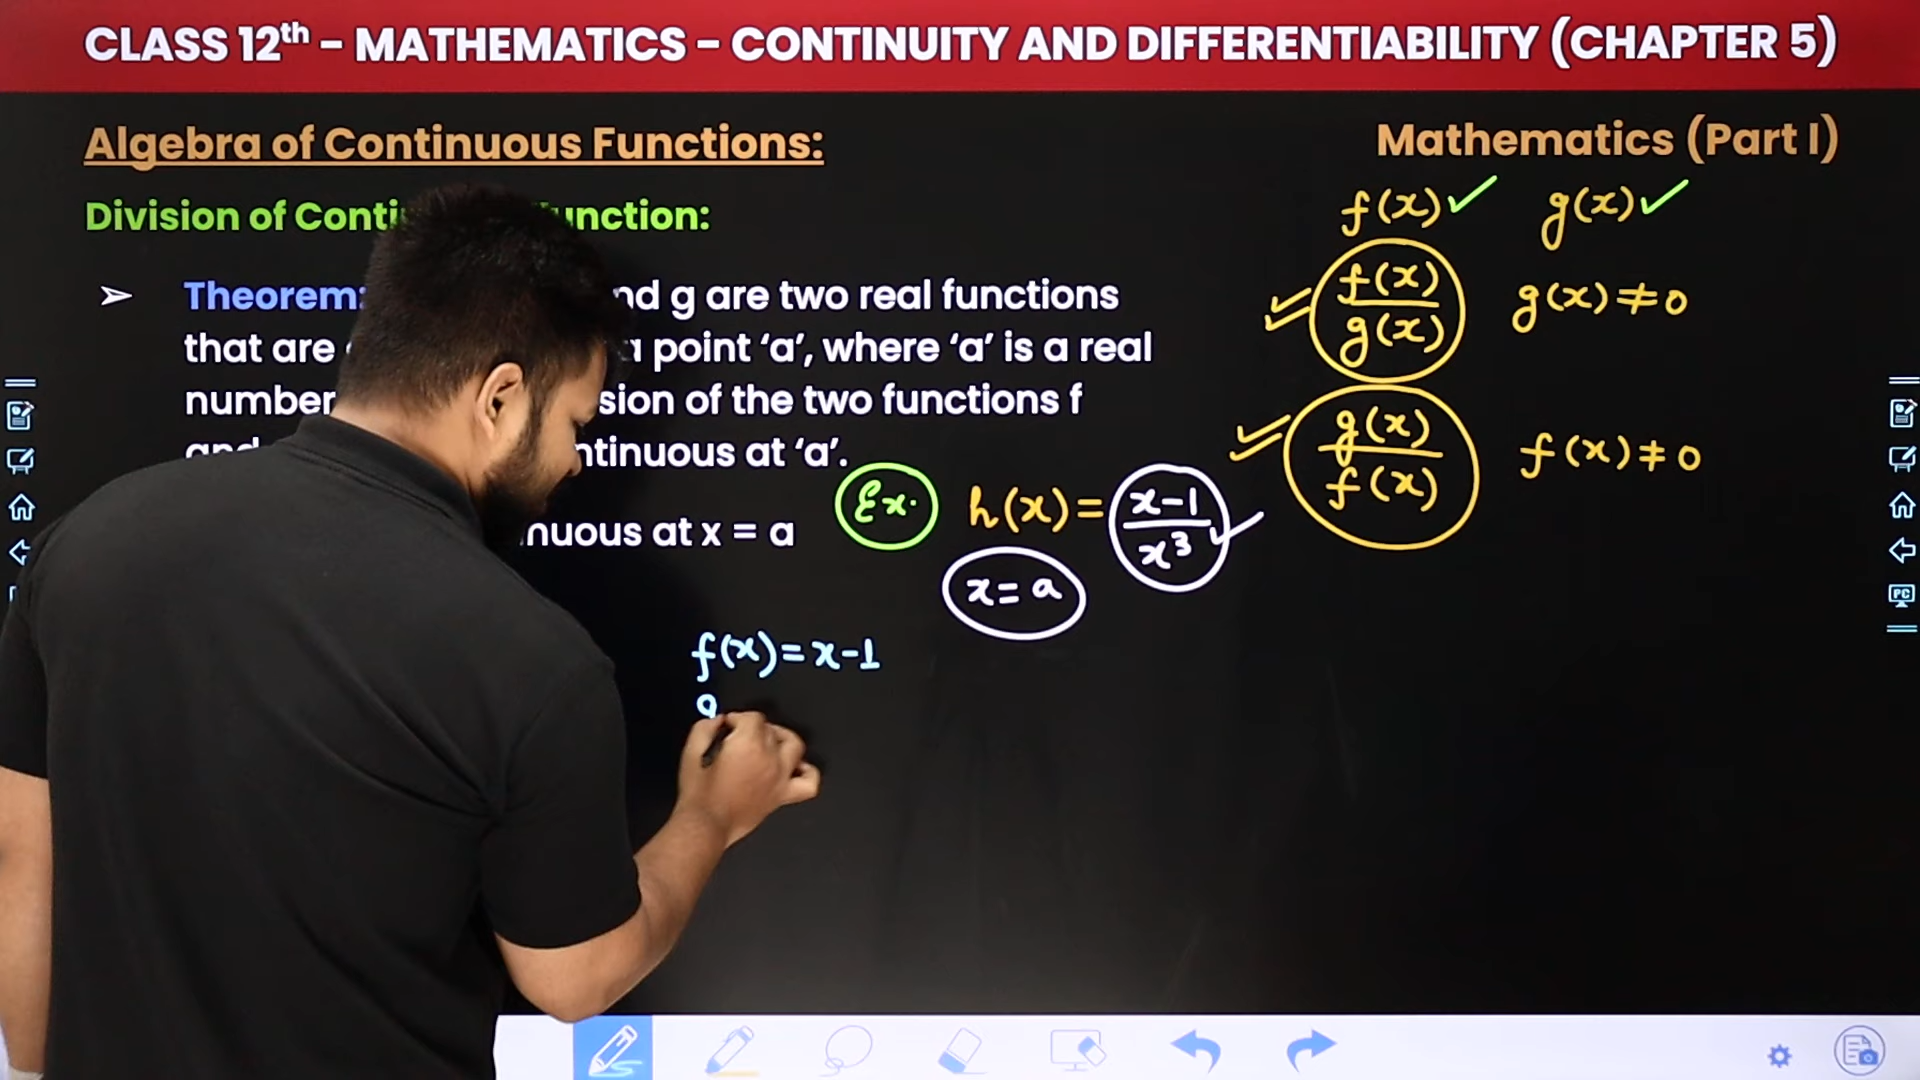 CLASS 12th - MATHEMATICS - CONTINUITY AND DIFFERENTIABILITY (CHAPTER 5)
Algebra of Continuous Functions:
Mathematics (Part I)
Division of Conti unction:
f(x) ✓ g(x) ✓
➢ Theorem: nd g are two real functions
that are a point ‘a’, where ‘a’ is a real
number sion of the two functions f
and ntinuous at ‘a’.
nuous at x = a
f(x)/g(x) g(x) ≠ 0
g(x)/f(x) f(x) ≠ 0
Ex. h(x) = x-1/x³
x = a
f(x) = x-1
g
PC